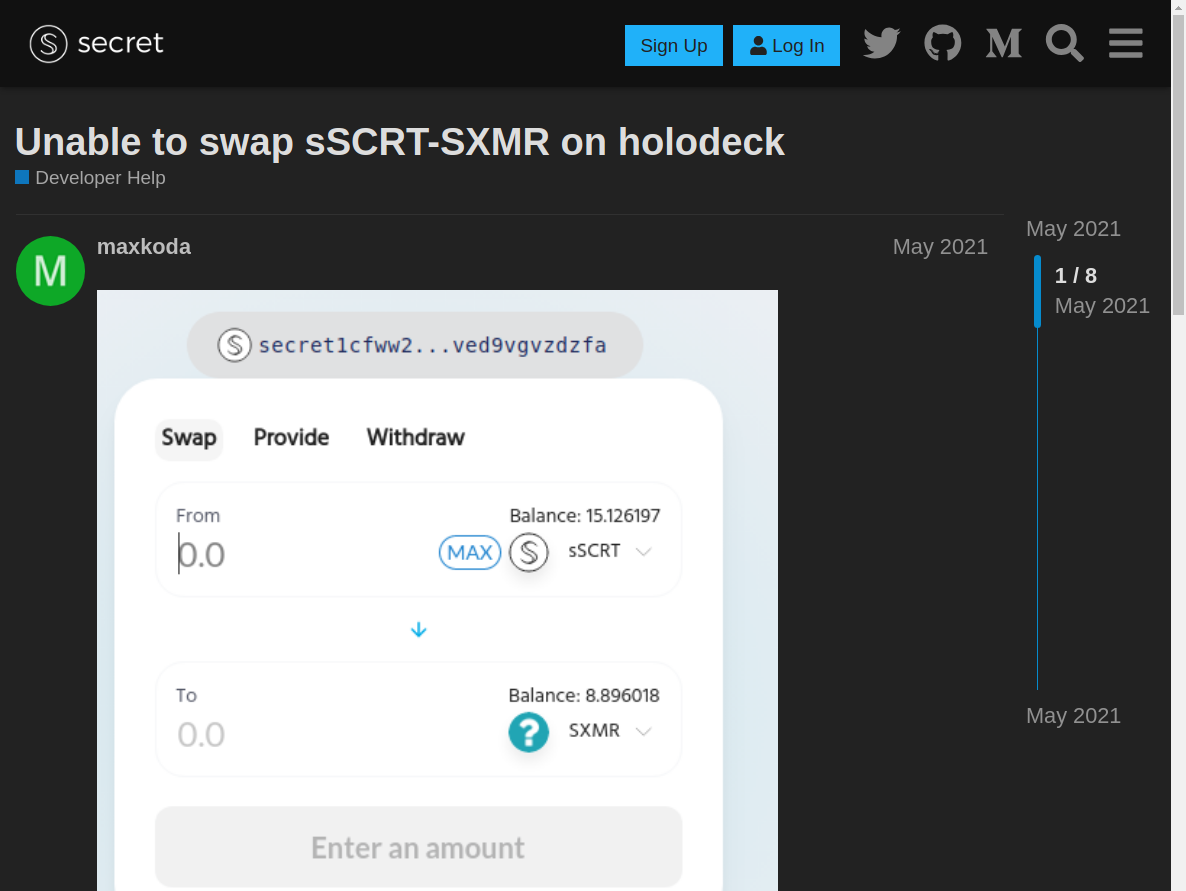 secret
Sign Up
Log In
Unable to swap sSCRT-SXMR on holodeck
Developer Help
maxkoda
May 2021
May 2021
1 / 8
May 2021
May 2021
secret1cfww2...ved9vgvzdzfa
Swap Provide Withdraw
From
Balance: 15.126197
0.0
MAX
sSCRT
To
Balance: 8.896018
0.0
SXMR
Enter an amount